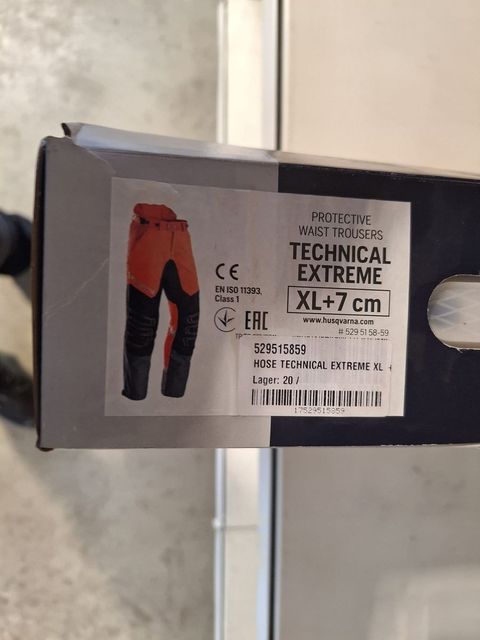 PROTECTIVE
WAIST TROUSERS
TECHNICAL
EXTREME
XL+7 cm
www.husqvarna.com
# 529 51 58-59
CE
EN ISO 11393,
Class 1
EAC
529515859
HOSE TECHNICAL EXTREME XL +
Lager: 20 /
17529515859